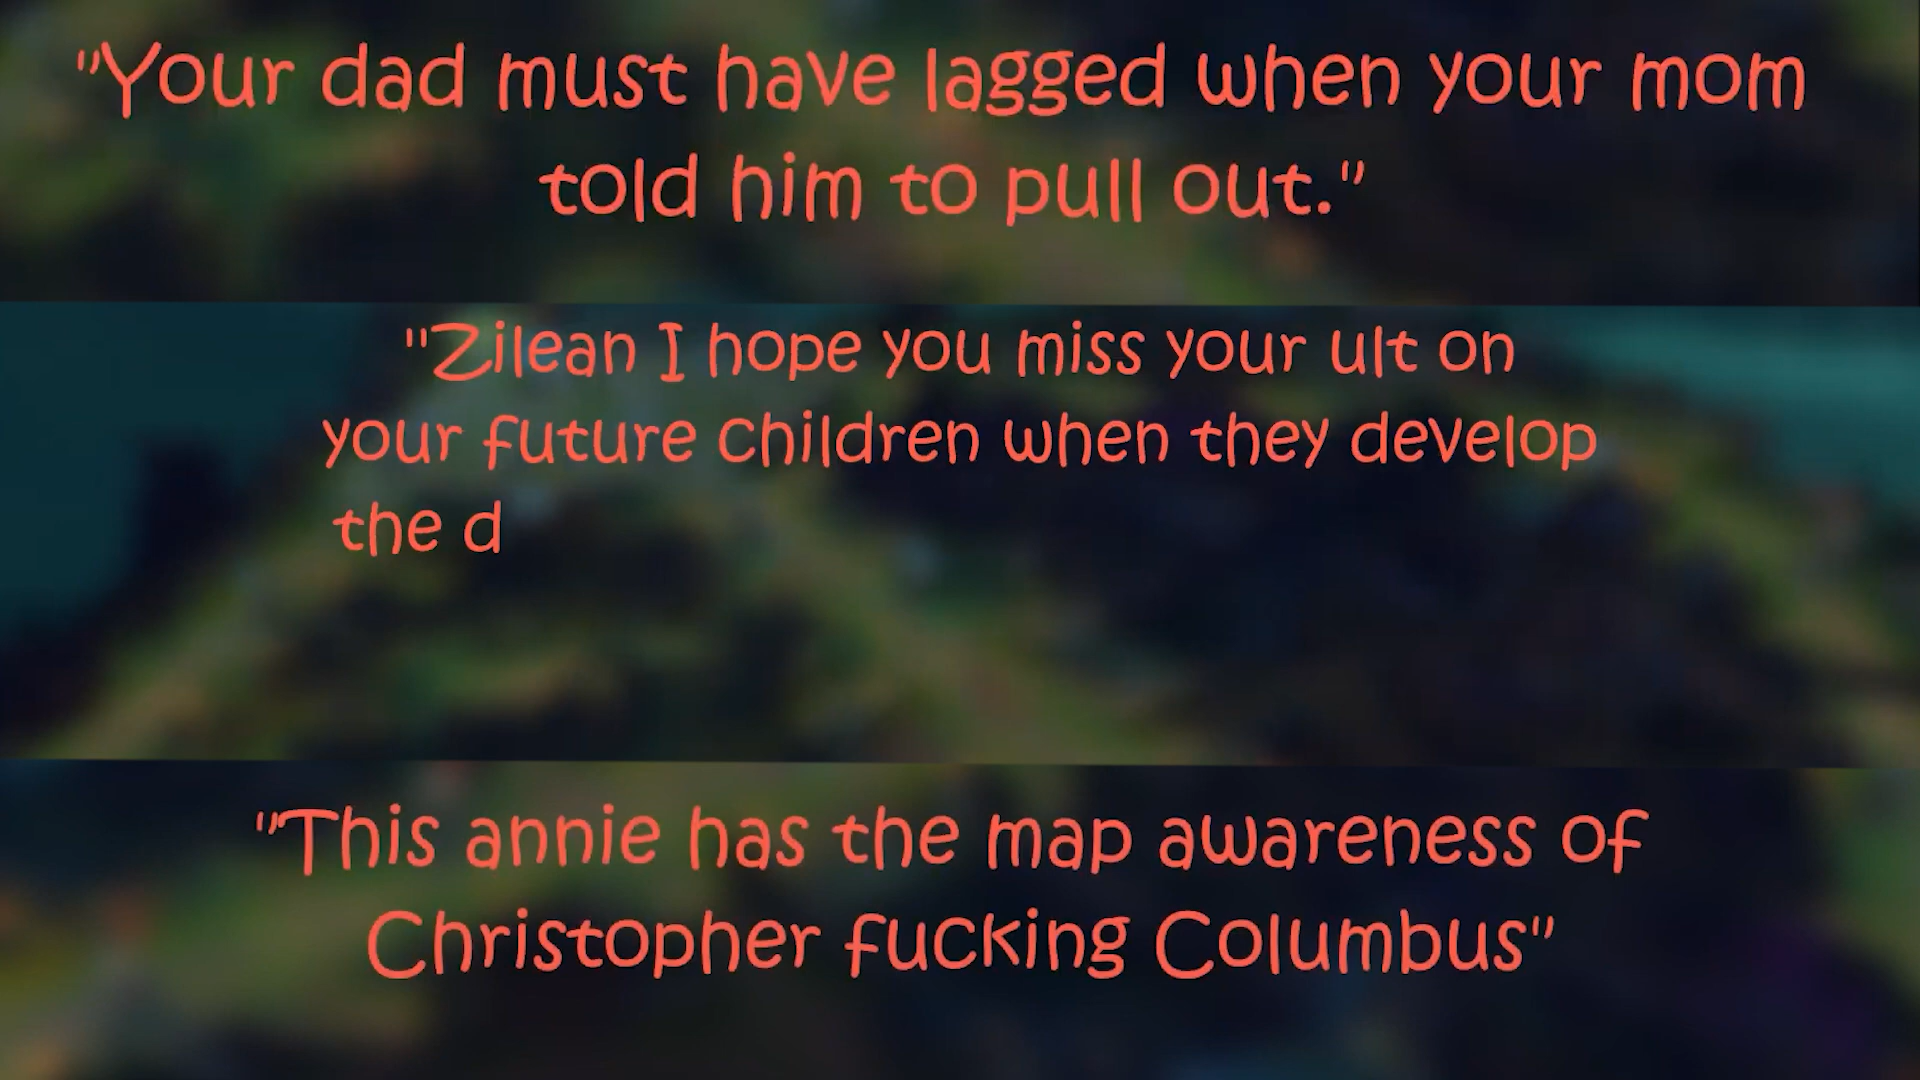 "Your dad must have lagged when your mom
told him to pull out."
"Zilean I hope you miss your ult on
your future children when they develop
the d
"This annie has the map awareness of
Christopher fucking Columbus"